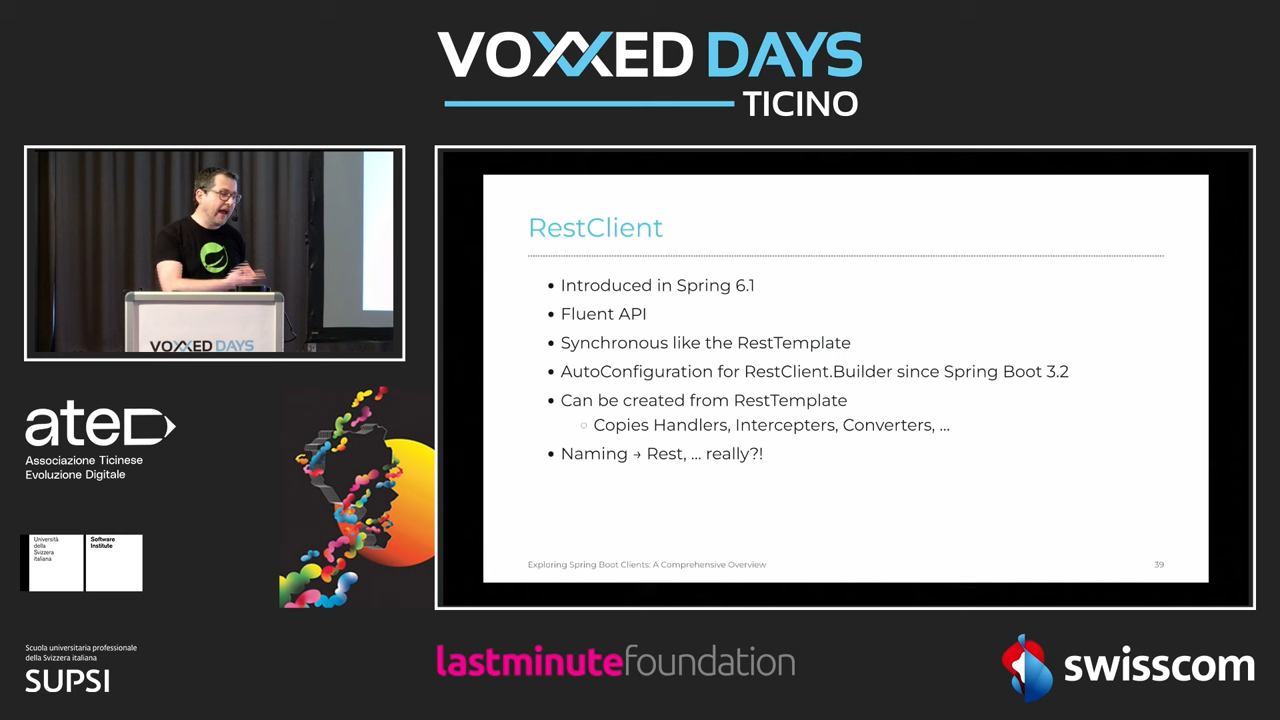 VOXXED DAYS
TICINO
VOXXED DAYS
RestClient
• Introduced in Spring 6.1
• Fluent API
• Synchronous like the RestTemplate
• AutoConfiguration for RestClient.Builder since Spring Boot 3.2
• Can be created from RestTemplate
○ Copies Handlers, Intercepters, Converters, ...
• Naming → Rest, ... really?!
Exploring Spring Boot Clients: A Comprehensive Overview
39
ated
Associazione Ticinese
Evoluzione Digitale
Università
della
Svizzera
italiana
Software
Institute
Scuola universitaria professionale
della Svizzera italiana
SUPSI
lastminutefoundation
swisscom